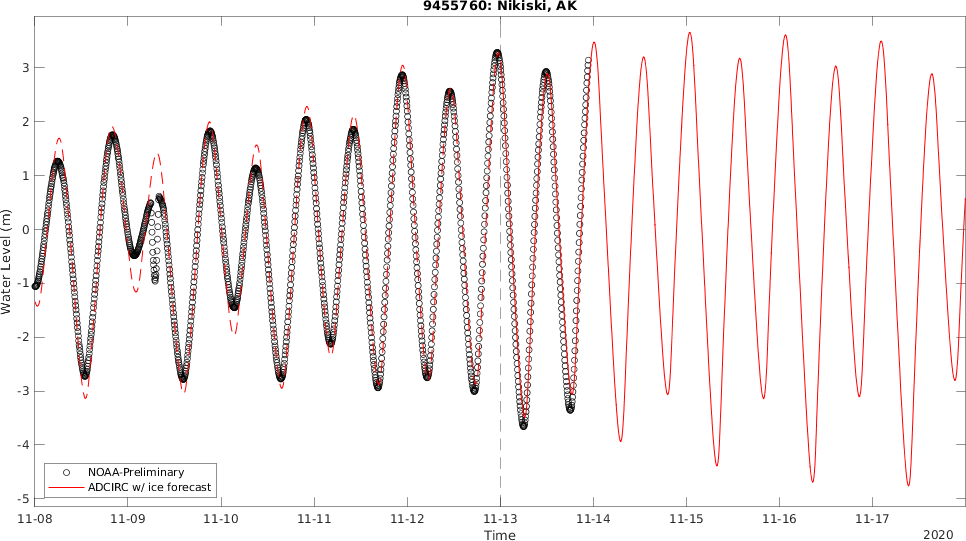 9455760: Nikiski, AK
Water Level (m)
3
2
1
0
-1
-2
-3
-4
-5
NOAA-Preliminary
ADCIRC w/ ice forecast
11-08 11-09 11-10 11-11 11-12 11-13 11-14 11-15 11-16 11-17
Time
2020